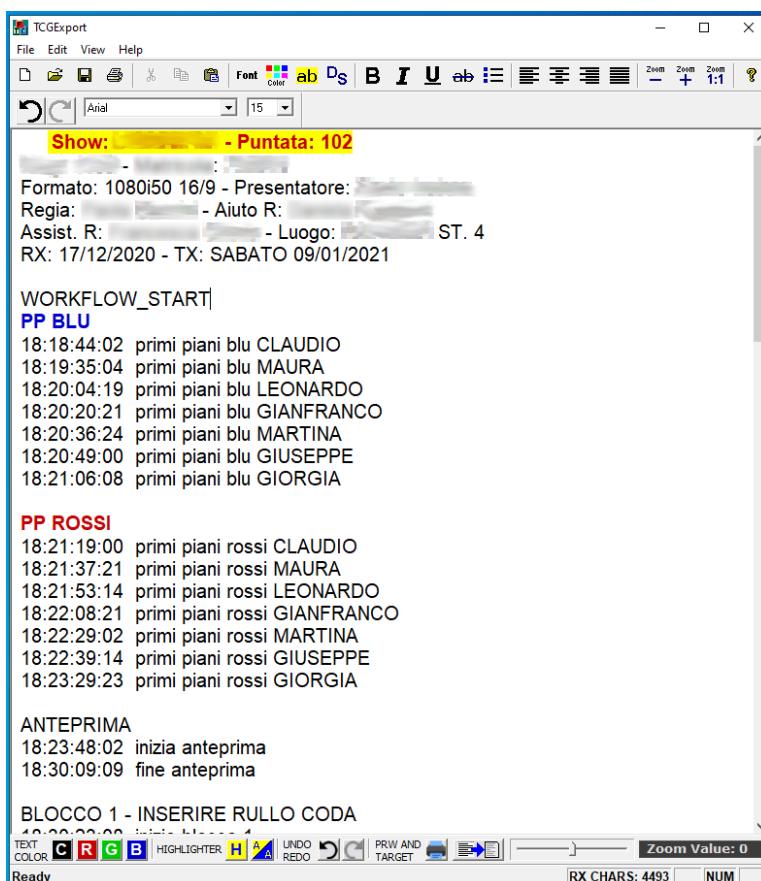 TCGExport
File Edit View Help
Font Color ab Ds B I U ab Zoom Zoom Zoom 1:1
Arial 15
Show: - Puntata: 102
- Matricola:
Formato: 1080i50 16/9 - Presentatore:
Regia: - Aiuto R:
Assist. R: - Luogo: ST. 4
RX: 17/12/2020 - TX: SABATO 09/01/2021
WORKFLOW_START
PP BLU
18:18:44:02 primi piani blu CLAUDIO
18:19:35:04 primi piani blu MAURA
18:20:04:19 primi piani blu LEONARDO
18:20:20:21 primi piani blu GIANFRANCO
18:20:36:24 primi piani blu MARTINA
18:20:49:00 primi piani blu GIUSEPPE
18:21:06:08 primi piani blu GIORGIA
PP ROSSI
18:21:19:00 primi piani rossi CLAUDIO
18:21:37:21 primi piani rossi MAURA
18:21:53:14 primi piani rossi LEONARDO
18:22:08:21 primi piani rossi GIANFRANCO
18:22:29:02 primi piani rossi MARTINA
18:22:39:14 primi piani rossi GIUSEPPE
18:23:29:23 primi piani rossi GIORGIA
ANTEPRIMA
18:23:48:02 inizia anteprima
18:30:09:09 fine anteprima
BLOCCO 1 - INSERIRE RULLO CODA
TEXT COLOR C R G B HIGHLIGHTER H A/A UNDO REDO PRW AND TARGET Zoom Value: 0
Ready RX CHARS: 4493 NUM